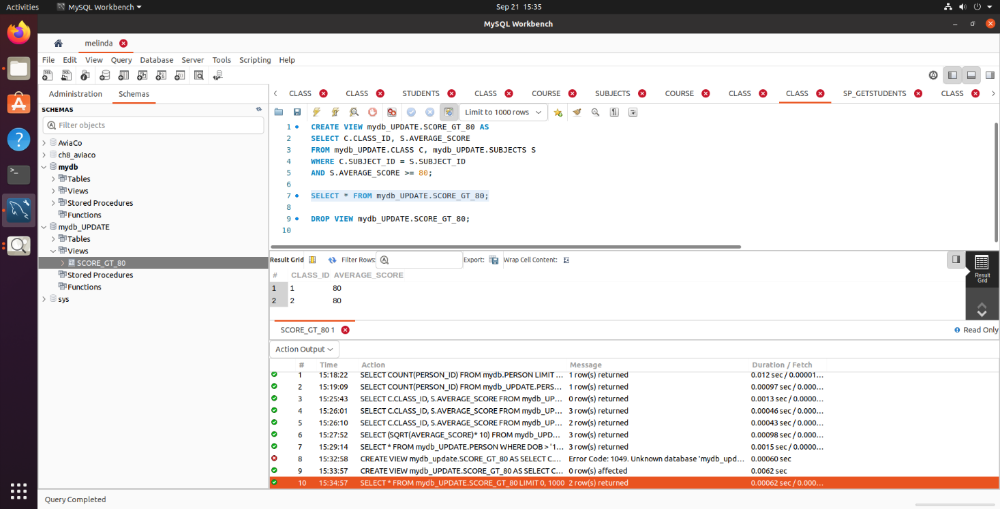 Activities MySQL Workbench Sep 21 15:35
MySQL Workbench
melinda
File Edit View Query Database Server Tools Scripting Help
Administration Schemas
SCHEMAS
Filter objects
AviaCo
ch8_aviaco
mydb
Tables
Views
Stored Procedures
Functions
mydb_UPDATE
Tables
Views
SCORE_GT_80
Stored Procedures
Functions
sys
CLASS CLASS STUDENTS CLASS COURSE SUBJECTS COURSE CLASS CLASS SP_GETSTUDENTS CLASS
Limit to 1000 rows
1 CREATE VIEW mydb_UPDATE.SCORE_GT_80 AS
2 SELECT C.CLASS_ID, S.AVERAGE_SCORE
3 FROM mydb_UPDATE.CLASS C, mydb_UPDATE.SUBJECTS S
4 WHERE C.SUBJECT_ID = S.SUBJECT_ID
5 AND S.AVERAGE_SCORE >= 80;
6
7 SELECT * FROM mydb_UPDATE.SCORE_GT_80;
8
9 DROP VIEW mydb_UPDATE.SCORE_GT_80;
10
Result Grid Filter Rows: Export: Wrap Cell Content:
# CLASS_ID AVERAGE_SCORE
1 1 80
2 2 80
Result
Grid
SCORE_GT_80 1 Read Only
Action Output
# Time Action Message Duration / Fetch
1 15:18:22 SELECT COUNT(PERSON_ID) FROM mydb.PERSON LIMIT ... 1 row(s) returned 0.012 sec / 0.00001...
2 15:19:09 SELECT COUNT(PERSON_ID) FROM mydb_UPDATE.PERS... 1 row(s) returned 0.00097 sec / 0.000...
3 15:25:43 SELECT C.CLASS_ID, S.AVERAGE_SCORE FROM mydb_UP... 0 row(s) returned 0.0013 sec / 0.0000...
4 15:26:01 SELECT C.CLASS_ID, S.AVERAGE_SCORE FROM mydb_UP... 3 row(s) returned 0.00046 sec / 0.000...
5 15:26:10 SELECT C.CLASS_ID, S.AVERAGE_SCORE FROM mydb_UP... 2 row(s) returned 0.00043 sec / 0.000...
6 15:27:52 SELECT (SQRT(AVERAGE_SCORE)* 10) FROM mydb_UPD... 3 row(s) returned 0.00098 sec / 0.000...
7 15:29:14 SELECT * FROM mydb_UPDATE.PERSON WHERE DOB > '1... 3 row(s) returned 0.0015 sec / 0.0000...
8 15:32:58 CREATE VIEW mydb_update.SCORE_GT_80 AS SELECT C.... Error Code: 1049. Unknown database 'mydb_upd... 0.00060 sec
9 15:33:57 CREATE VIEW mydb_UPDATE.SCORE_GT_80 AS SELECT C... 0 row(s) affected 0.0062 sec
10 15:34:57 SELECT * FROM mydb_UPDATE.SCORE_GT_80 LIMIT 0, 1000 2 row(s) returned 0.00062 sec / 0.000...
Query Completed